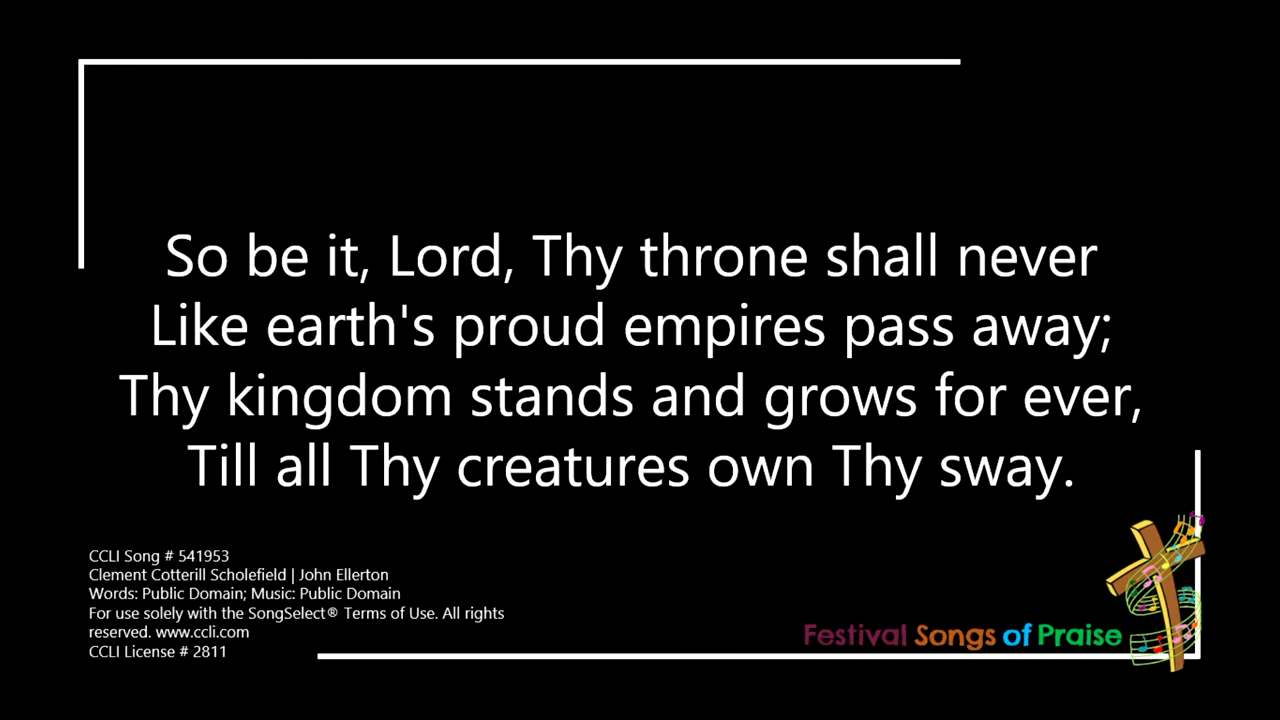 So be it, Lord, Thy throne shall never
Like earth's proud empires pass away;
Thy kingdom stands and grows for ever,
Till all Thy creatures own Thy sway.
CCLI Song # 541953
Clement Cotterill Scholefield | John Ellerton
Words: Public Domain; Music: Public Domain
For use solely with the SongSelect® Terms of Use. All rights
reserved. www.ccli.com
CCLI License # 2811
Festival Songs of Praise